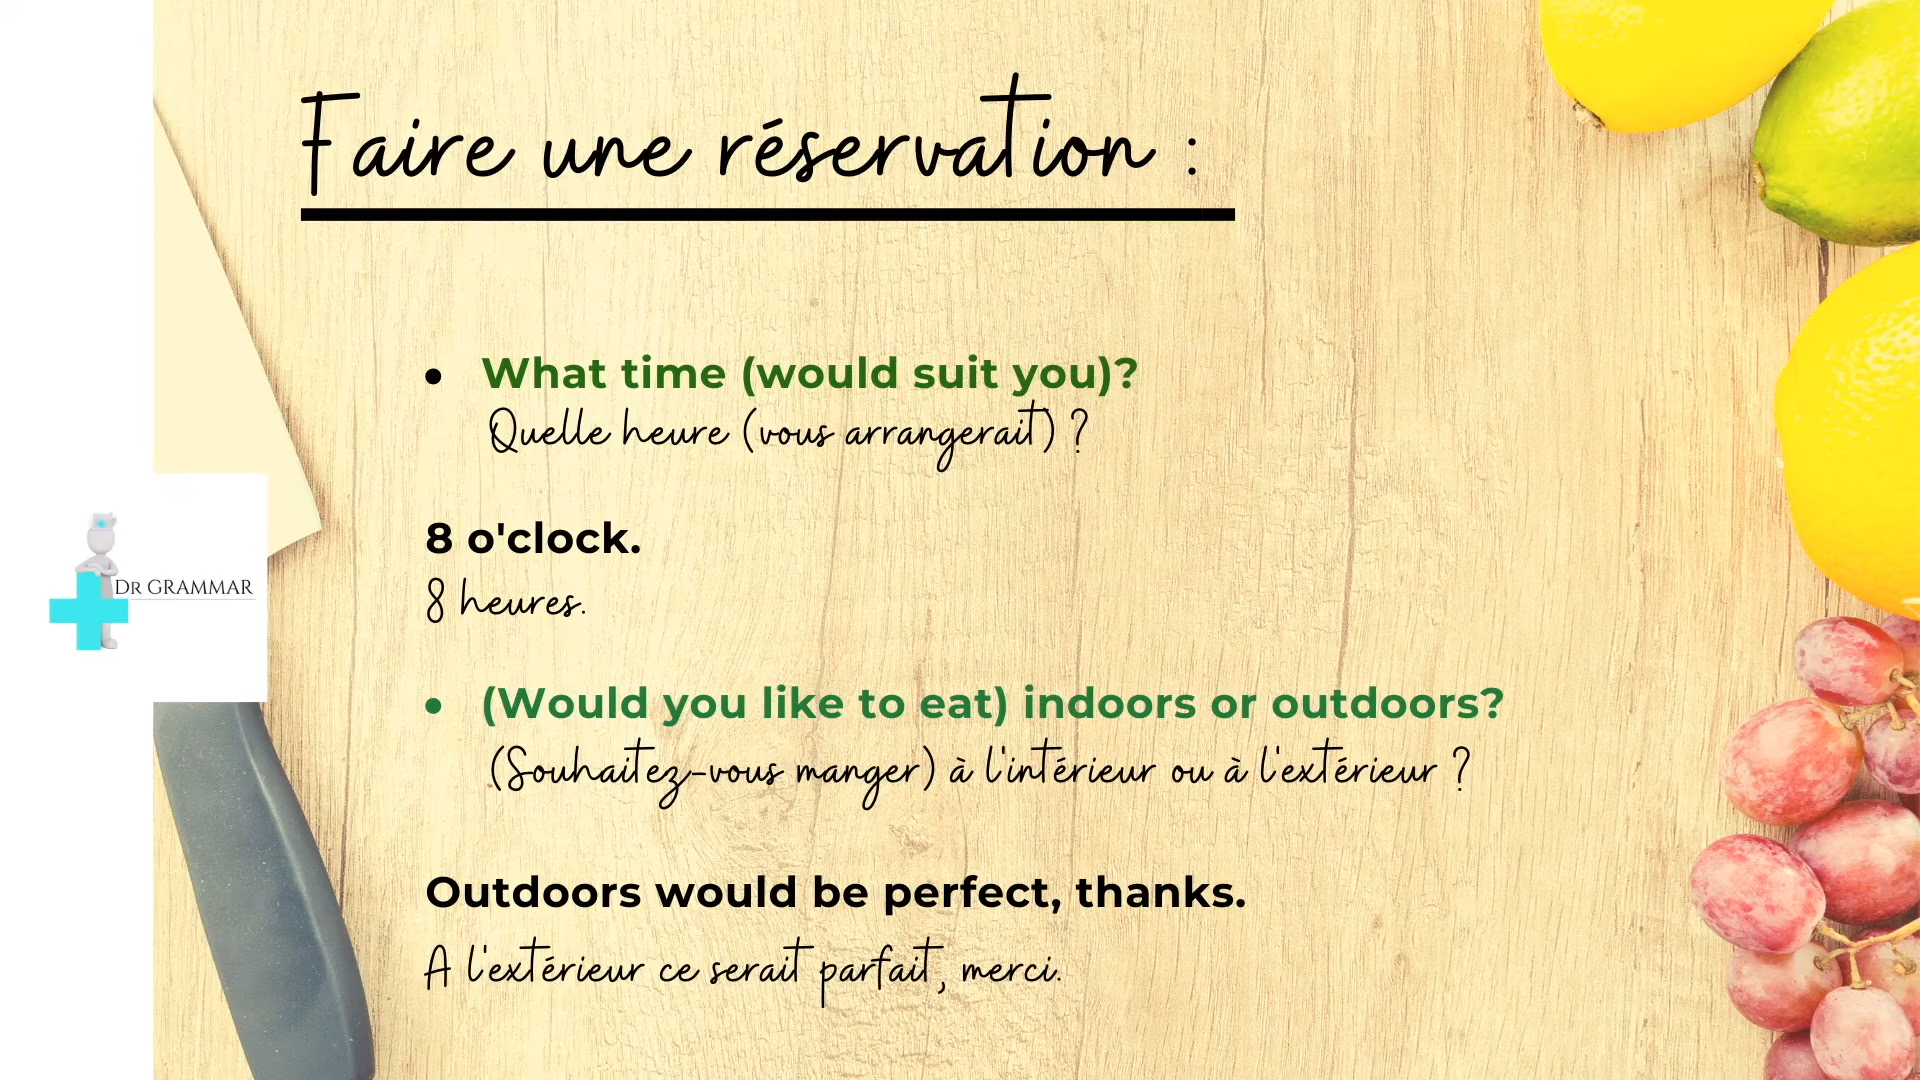 Faire une réservation :
• What time (would suit you)?
Quelle heure (vous arrangerait) ?
8 o'clock.
8 heures.
• (Would you like to eat) indoors or outdoors?
(Souhaitez-vous manger) à l'intérieur ou à l'extérieur ?
Outdoors would be perfect, thanks.
A l'extérieur ce serait parfait, merci.
DR GRAMMAR